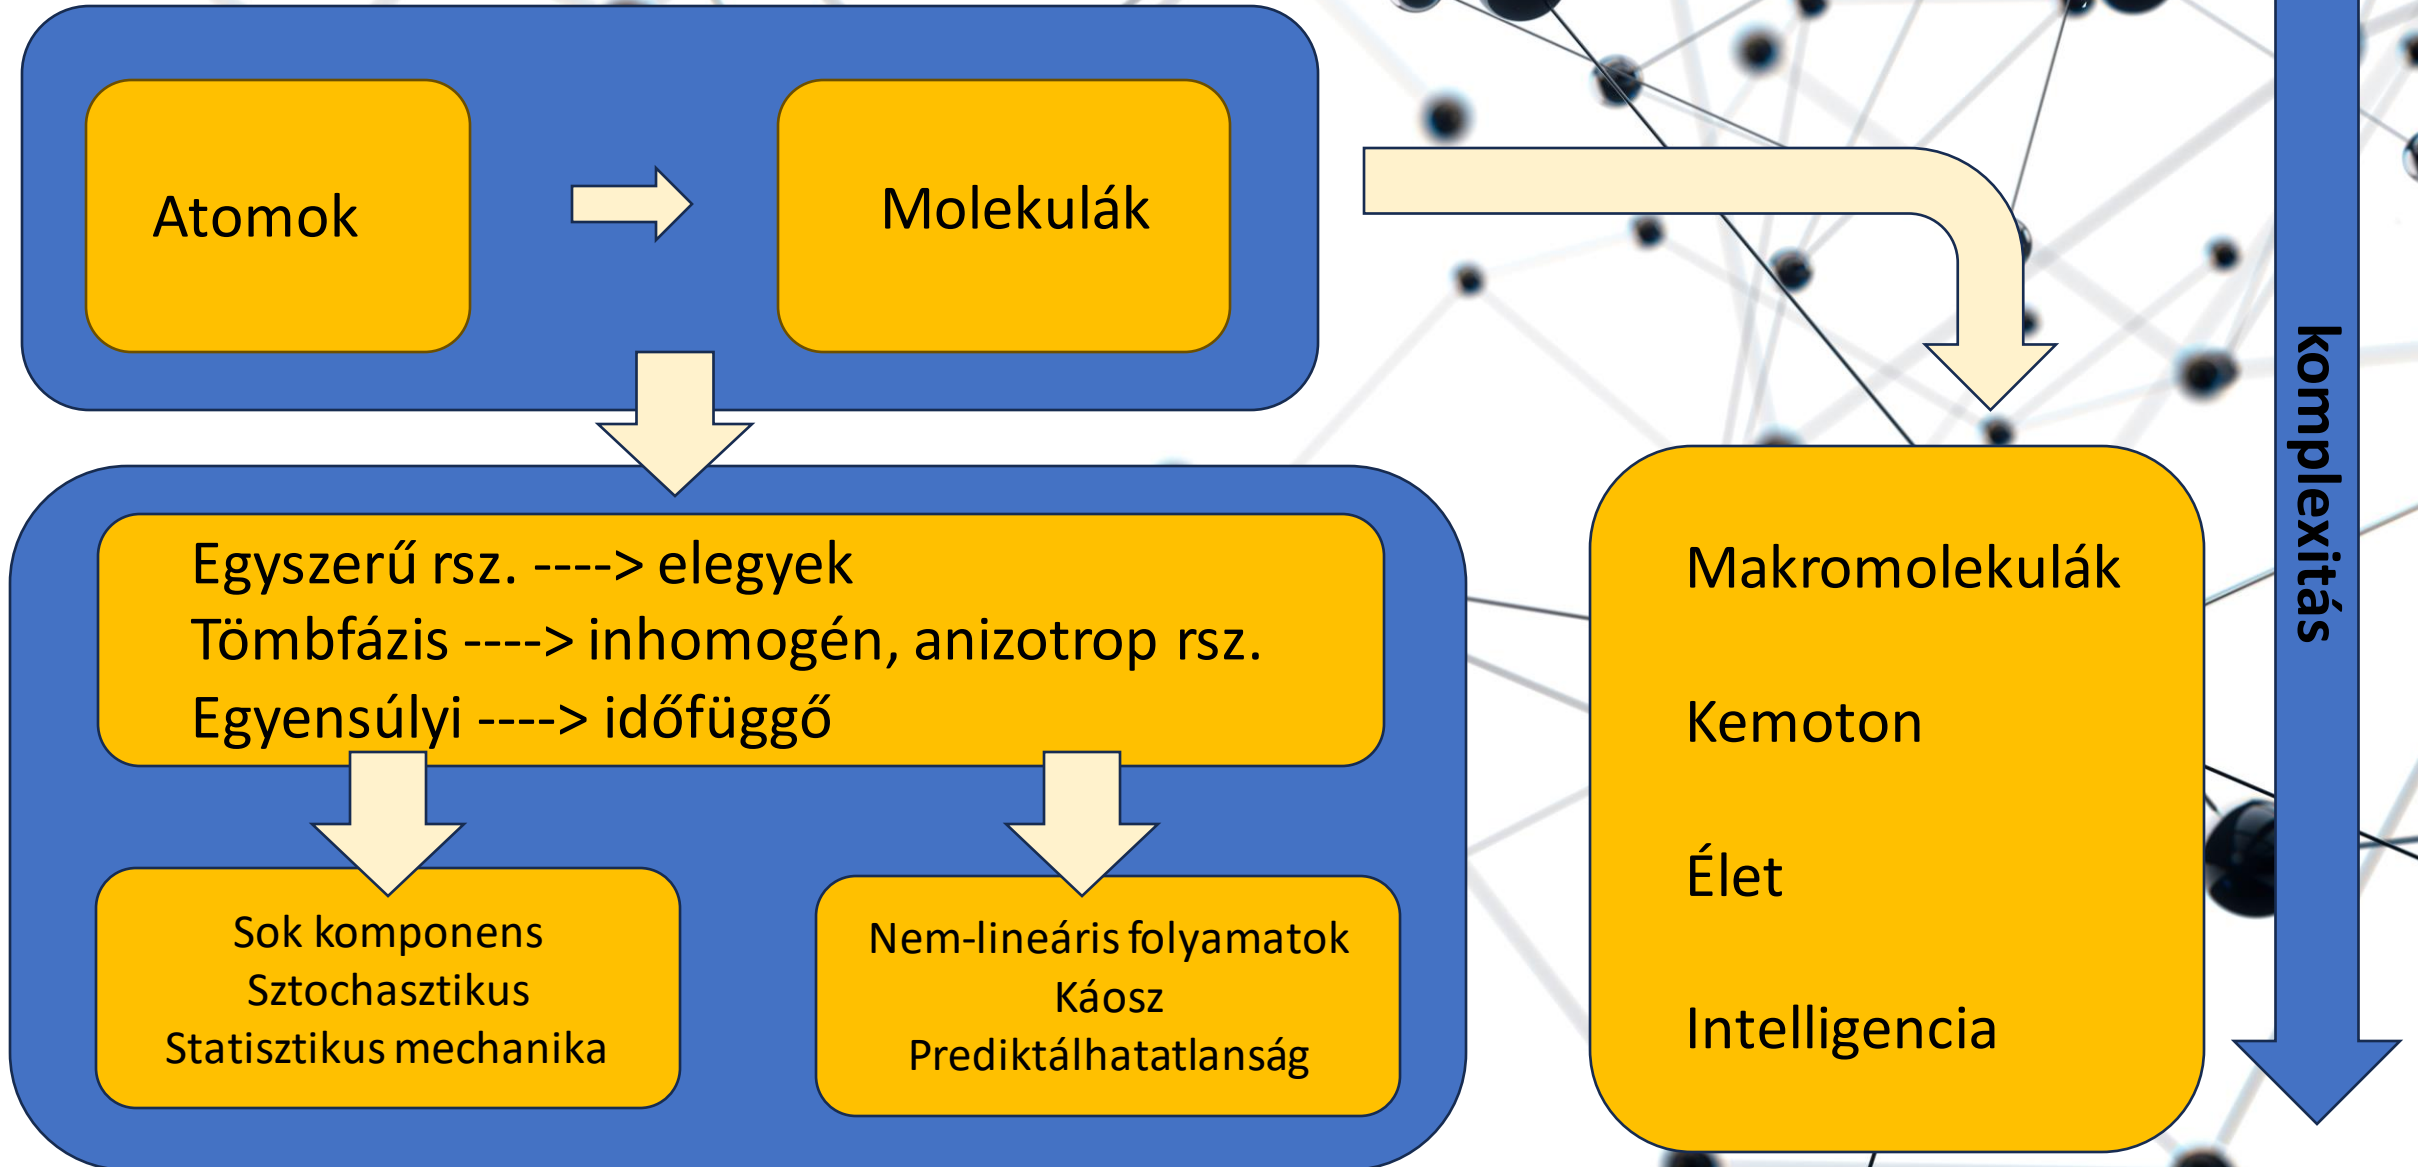 Atomok
Molekulák
Egyszerű rsz. ----> elegyek
Tömbfázis ----> inhomogén, anizotrop rsz.
Egyensúlyi ----> időfüggő
Sok komponens
Sztochasztikus
Statisztikus mechanika
Nem-lineáris folyamatok
Káosz
Prediktálhatatlanság
Makromolekulák
Kemoton
Élet
Intelligencia
komplexitás